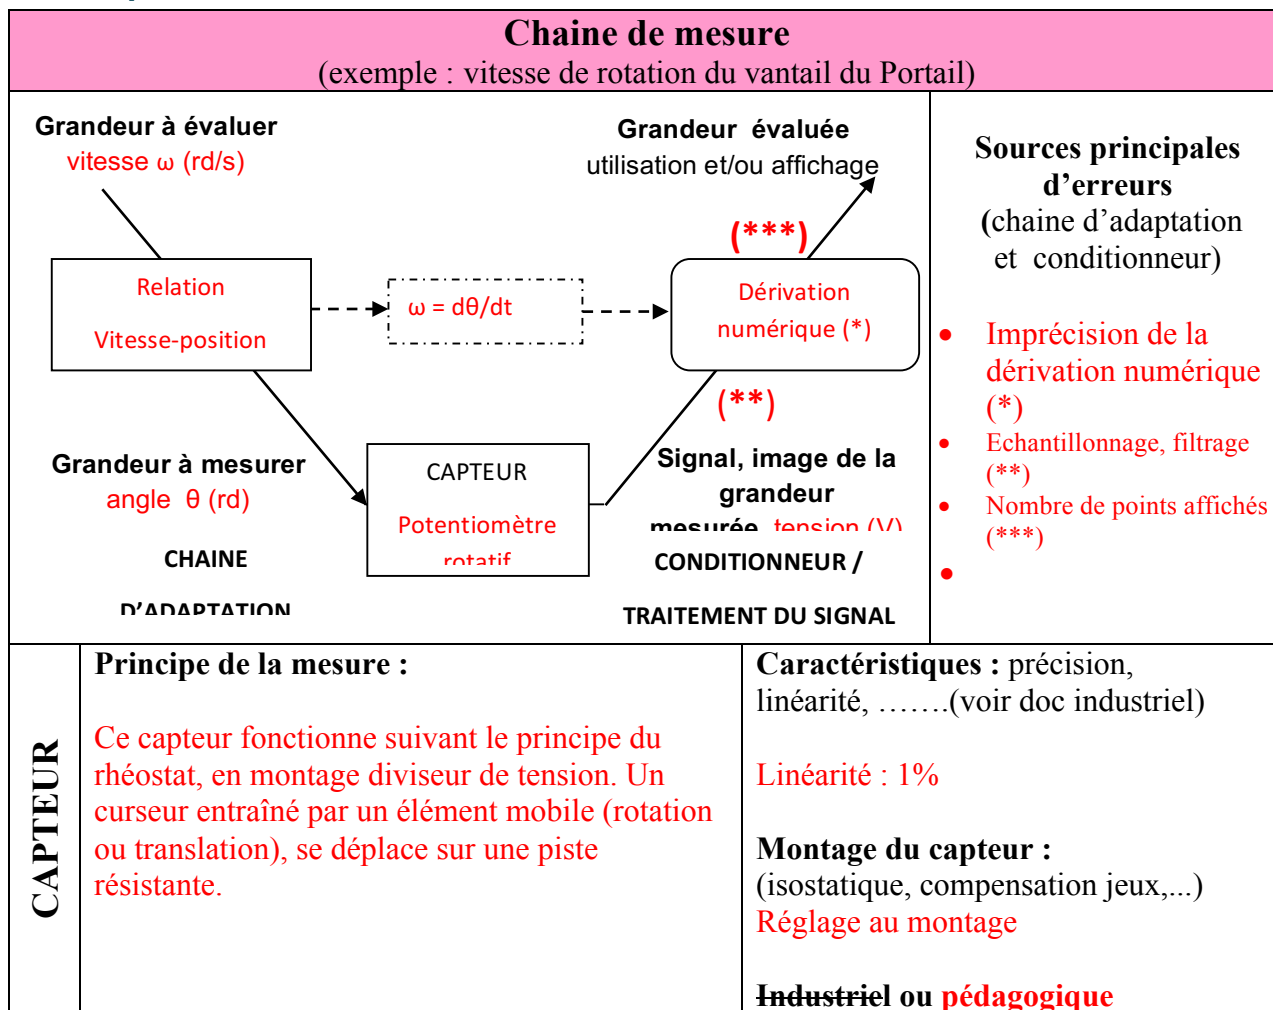 Chaine de mesure
(exemple : vitesse de rotation du vantail du Portail)
Grandeur à évaluer
vitesse ω (rd/s)
Grandeur évaluée
utilisation et/ou affichage
(***)
Relation
Vitesse-position
ω = dθ/dt
Dérivation
numérique (*)
(**)
Grandeur à mesurer
angle θ (rd)
CAPTEUR
Potentiomètre
rotatif
Signal, image de la
grandeur
mesurée tension (V)
CHAINE
D'ADAPTATION
CONDITIONNEUR /
TRAITEMENT DU SIGNAL
Sources principales
d'erreurs
(chaine d'adaptation
et conditionneur)
• Imprécision de la
dérivation numérique
(*)
• Echantillonnage, filtrage
(**)
• Nombre de points affichés
(***)
•
CAPTEUR
Principe de la mesure :
Ce capteur fonctionne suivant le principe du
rhéostat, en montage diviseur de tension. Un
curseur entraîné par un élément mobile (rotation
ou translation), se déplace sur une piste
résistante.
Caractéristiques : précision,
linéarité, …….(voir doc industriel)
Linéarité : 1%
Montage du capteur :
(isostatique, compensation jeux,...)
Réglage au montage
Industriel ou pédagogique